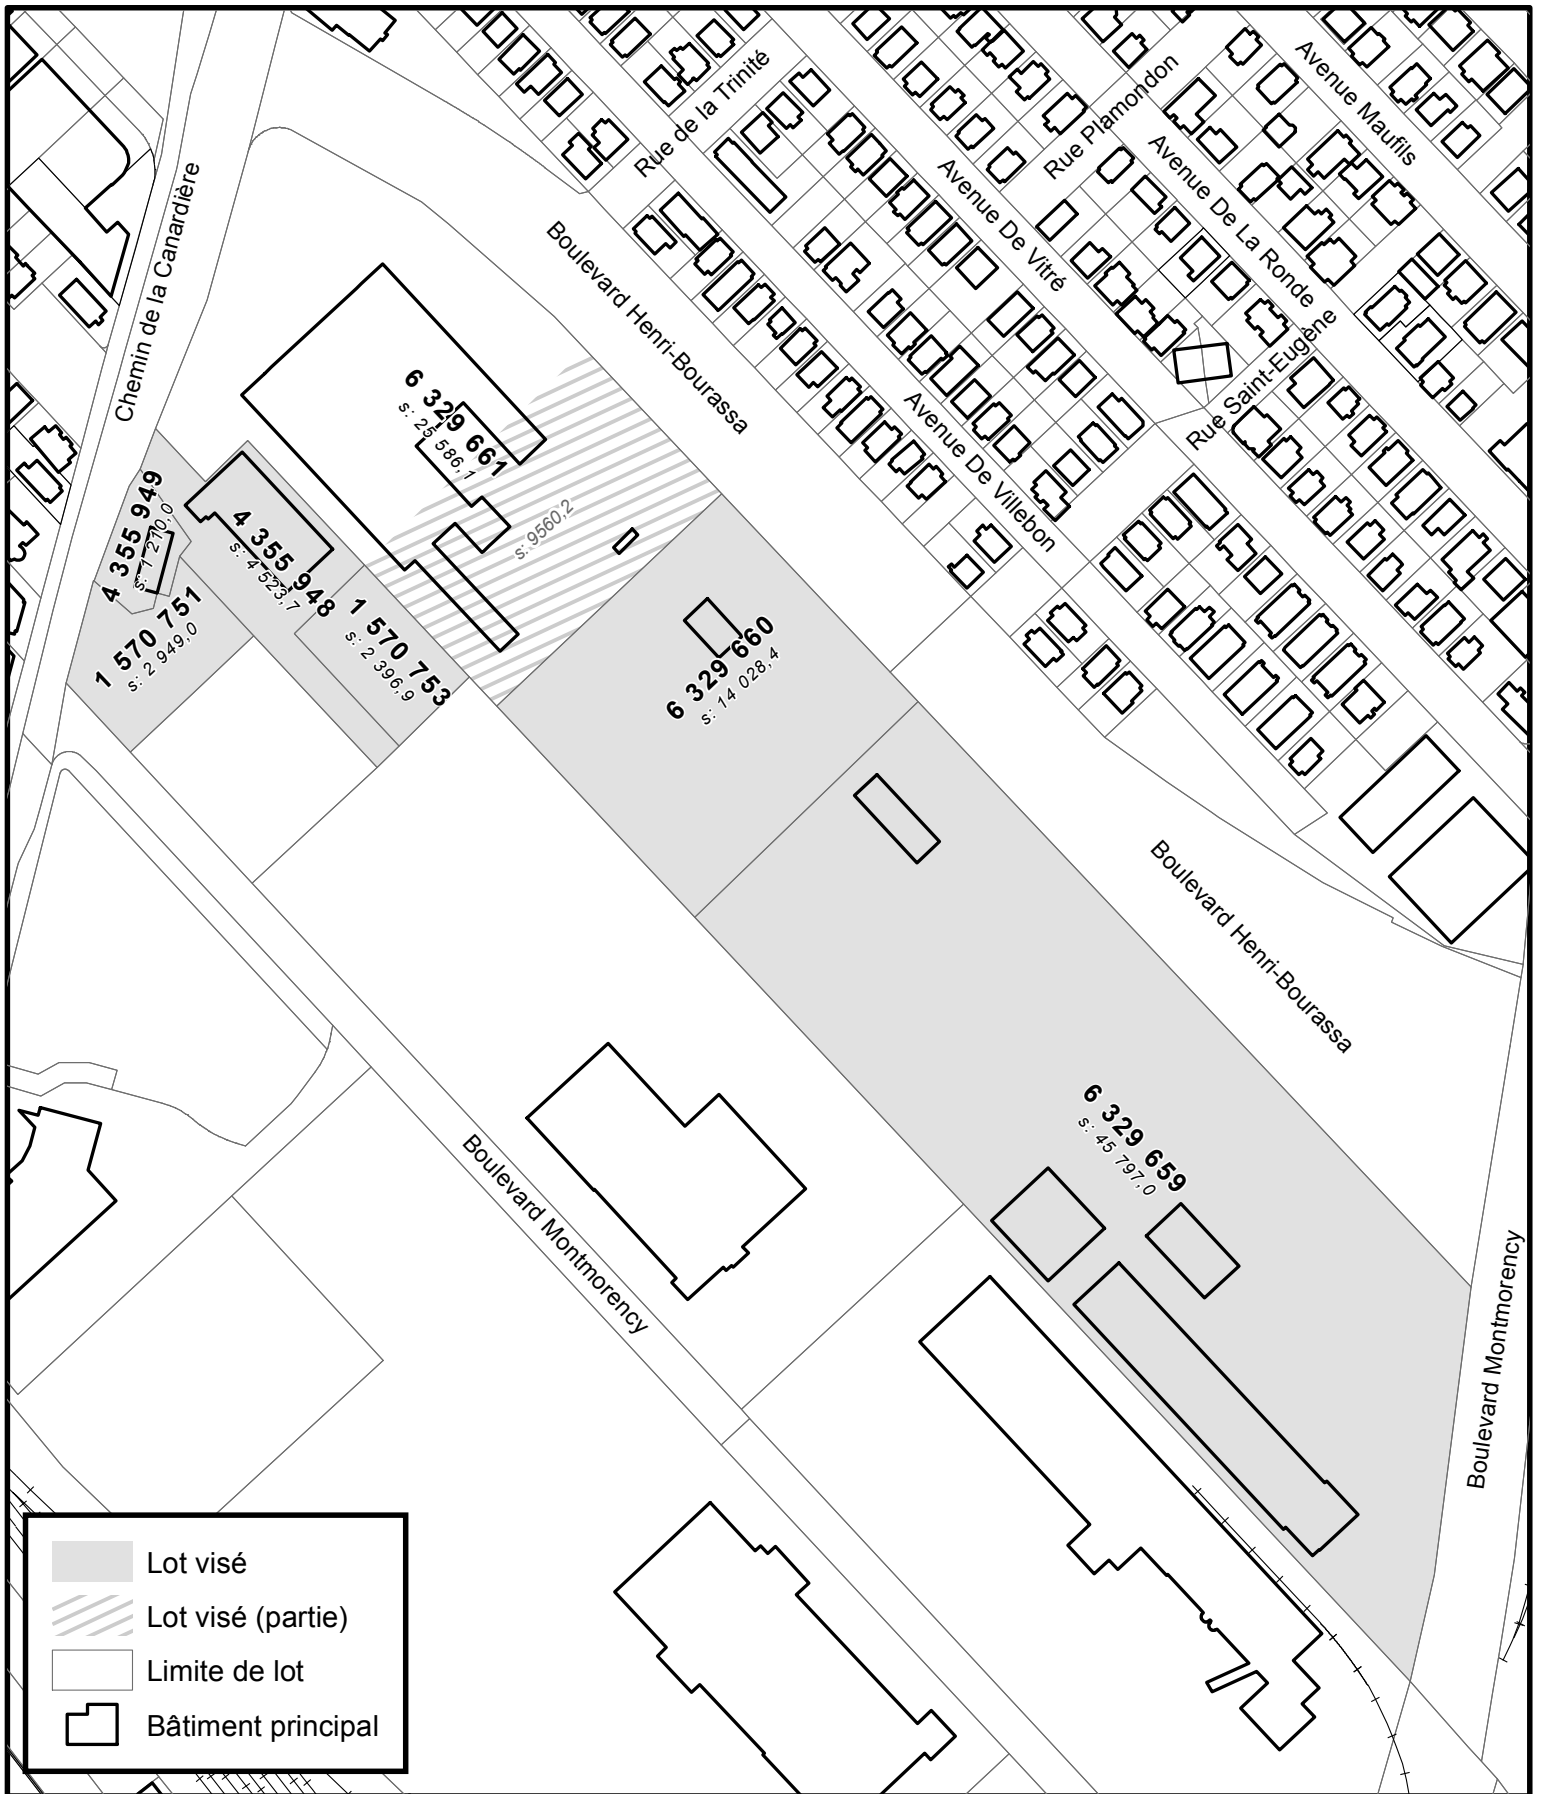 Rue de la Trinité
Rue Plamondon
Avenue Maufils
Avenue De Vitré
Avenue De La Ronde
Rue Saint-Eugène
Chemin de la Canardière
Boulevard Henri-Bourassa
Avenue De Villebon
6 329 661
s: 25 586,1
s: 9560,2
4 355 949
s: 1 210,0
4 355 948
s: 4 523,7
1 570 751
s: 2 949,0
1 570 753
s: 2 396,9
6 329 660
s: 14 028,4
Boulevard Henri-Bourassa
6 329 659
s: 45 797,0
Boulevard Montmorency
Boulevard Montmorency
Lot visé
Lot visé (partie)
Limite de lot
Bâtiment principal